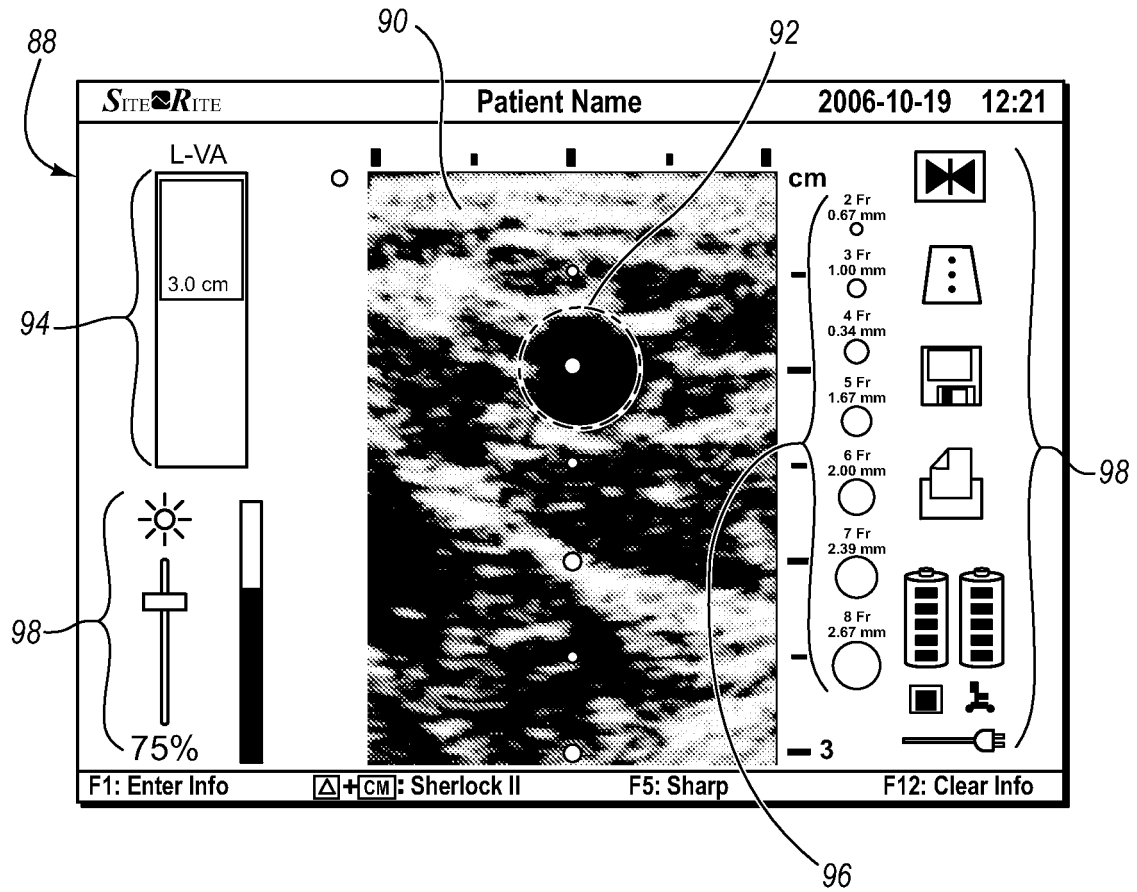 88
90
92
SITE RITE Patient Name 2006-10-19 12:21
L-VA
cm
3.0 cm
94
2 Fr
0.67 mm
3 Fr
1.00 mm
4 Fr
0.34 mm
5 Fr
1.67 mm
6 Fr
2.00 mm
7 Fr
2.39 mm
8 Fr
2.67 mm
98
98
75%
3
F1: Enter Info △+CM: Sherlock II F5: Sharp F12: Clear Info
96